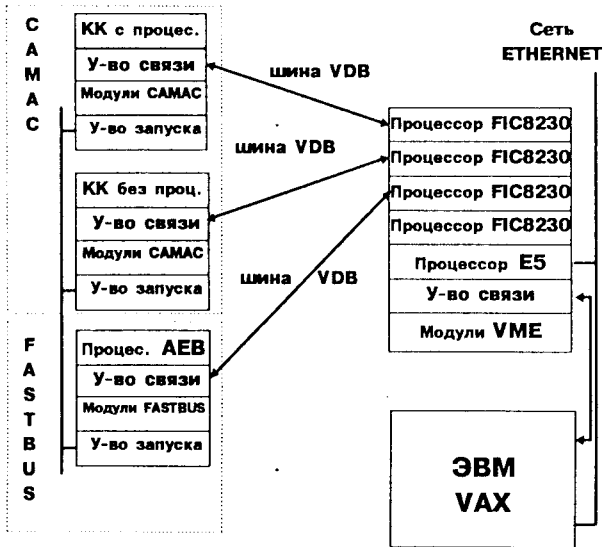 CAMAC
КК с процес.
У-во связи
Модули CAMAC
У-во запуска
КК без проц.
У-во связи
Модули CAMAC
У-во запуска
FASTBUS
Процес. AEB
У-во связи
Модули FASTBUS
У-во запуска
шина VDB
шина VDB
шина VDB
Сеть
ETHERNET
Процессор FIC8230
Процессор FIC8230
Процессор FIC8230
Процессор FIC8230
Процессор E5
У-во связи
Модули VME
ЭВМ
VAX